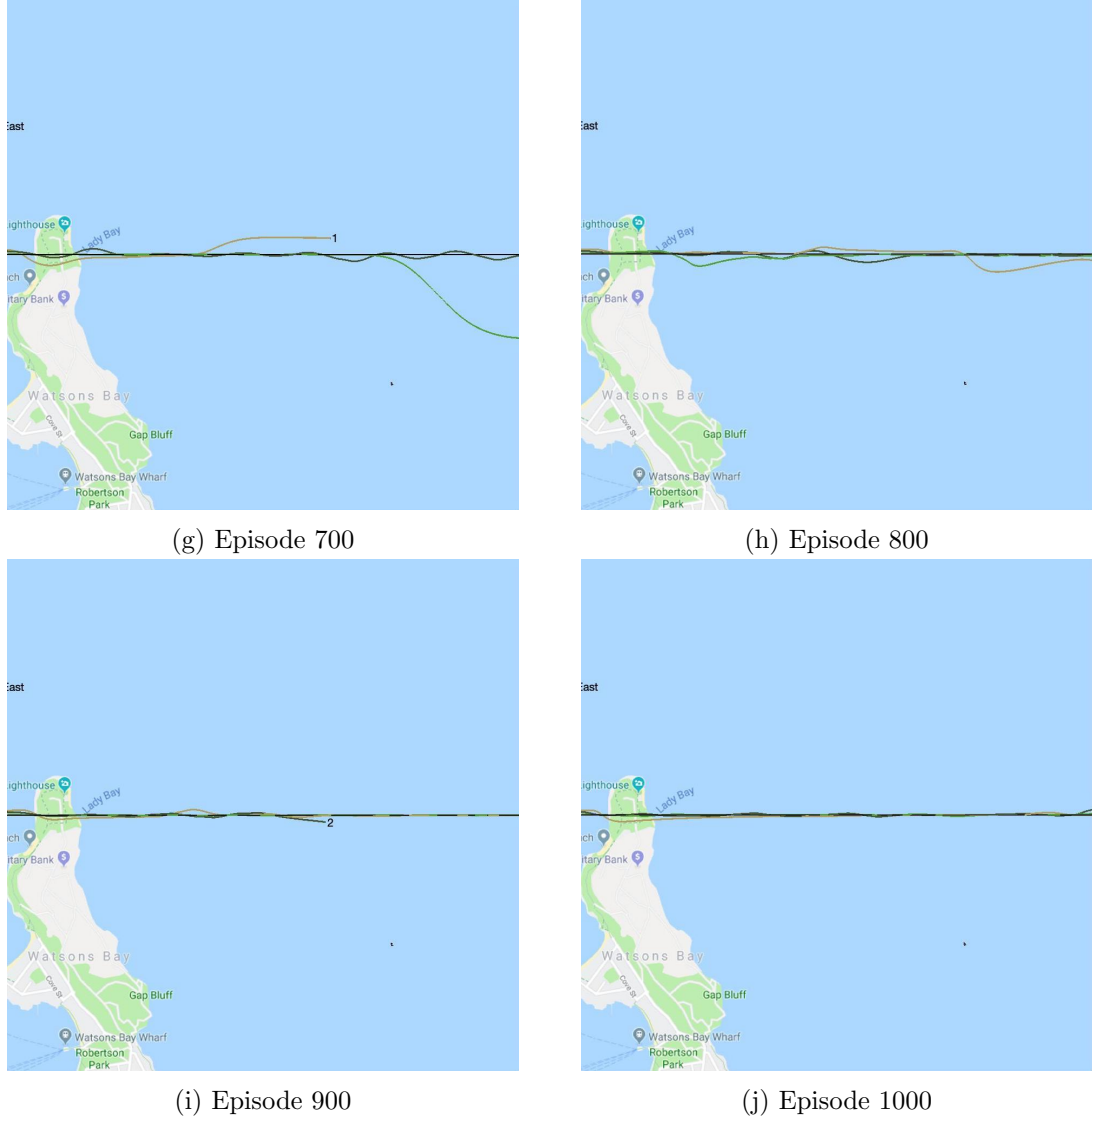 East
Lighthouse
Lady Bay
1
nch
itary Bank
$
Watsons Bay
Cove St
Gap Bluff
Watsons Bay Wharf
Robertson
Park
(g) Episode 700
East
Lighthouse
Lady Bay
nch
itary Bank
$
Watsons Bay
Cove St
Gap Bluff
Watsons Bay Wharf
Robertson
Park
(h) Episode 800
East
Lighthouse
Lady Bay
nch
itary Bank
$
2
Watsons Bay
Cove St
Gap Bluff
Watsons Bay Wharf
Robertson
Park
(i) Episode 900
East
Lighthouse
Lady Bay
nch
itary Bank
$
Watsons Bay
Cove St
Gap Bluff
Watsons Bay Wharf
Robertson
Park
(j) Episode 1000